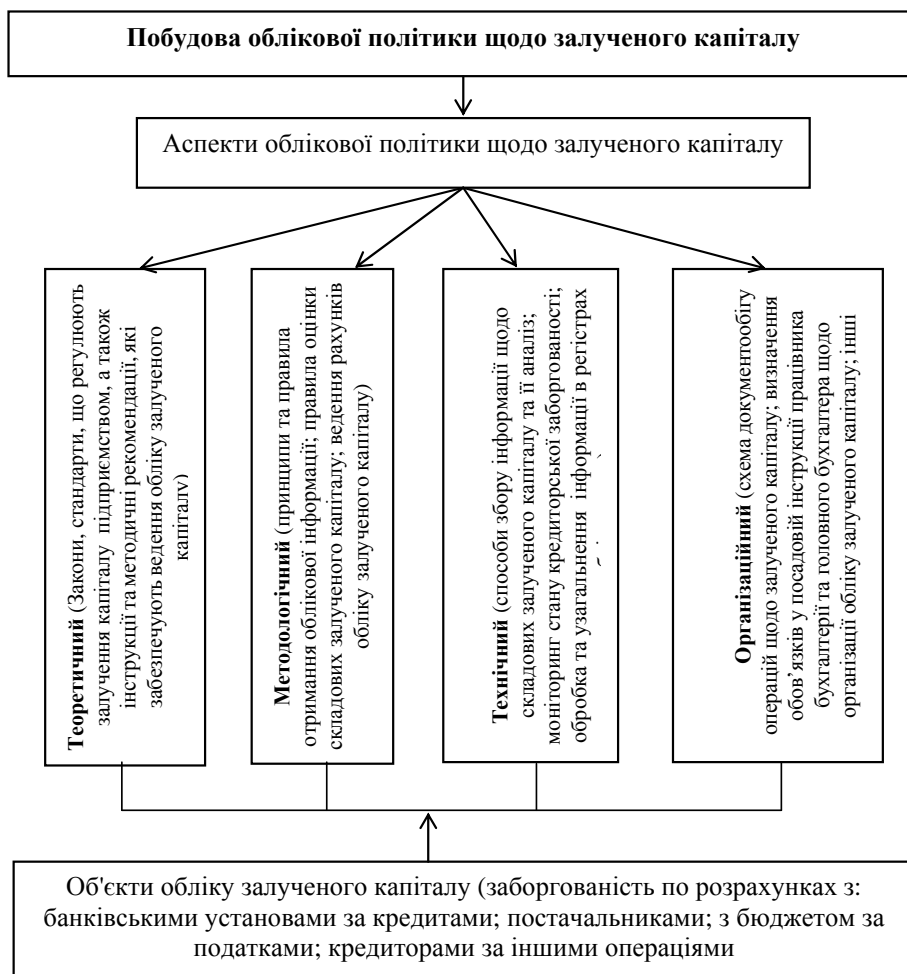 Побудова облікової політики щодо залученого капіталу
Аспекти облікової політики щодо залученого капіталу
Теоретичний (Закони, стандарти, що регулюють
залучення капіталу підприємством, а також
інструкції та методичні рекомендації, які
забезпечують ведення обліку залученого
капіталу)
Методологічний (принципи та правила
отримання облікової інформації; правила оцінки
складових залученого капіталу; ведення рахунків
обліку залученого капіталу)
Технічний (способи збору інформації щодо
складових залученого капіталу та її аналіз;
моніторинг стану кредиторської заборгованості;
обробка та узагальнення інформації в регістрах
Організаційний (схема документообігу
операцій щодо залученого капіталу; визначення
обов’язків у посадовій інструкції працівника
бухгалтерії та головного бухгалтера щодо
організації обліку залученого капіталу; інші
Об'єкти обліку залученого капіталу (заборгованість по розрахунках з:
банківськими установами за кредитами; постачальниками; з бюджетом за
податками; кредиторами за іншими операціями